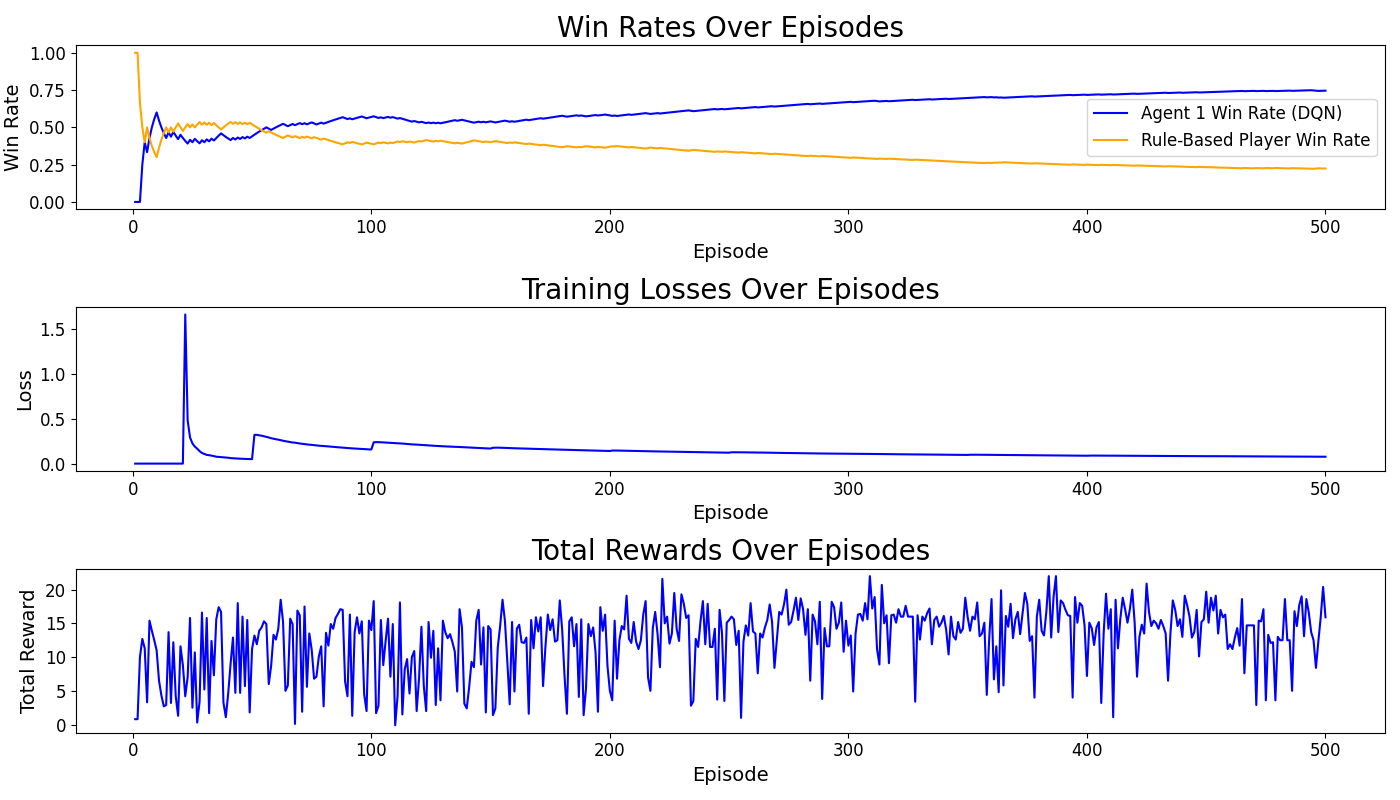 Win Rates Over Episodes
Win Rate
1.00
0.75
0.50
0.25
0.00
Agent 1 Win Rate (DQN)
Rule-Based Player Win Rate
0 100 200 300 400 500
Episode
Training Losses Over Episodes
Loss
1.5
1.0
0.5
0.0
0 100 200 300 400 500
Episode
Total Rewards Over Episodes
Total Reward
20
15
10
5
0
0 100 200 300 400 500
Episode